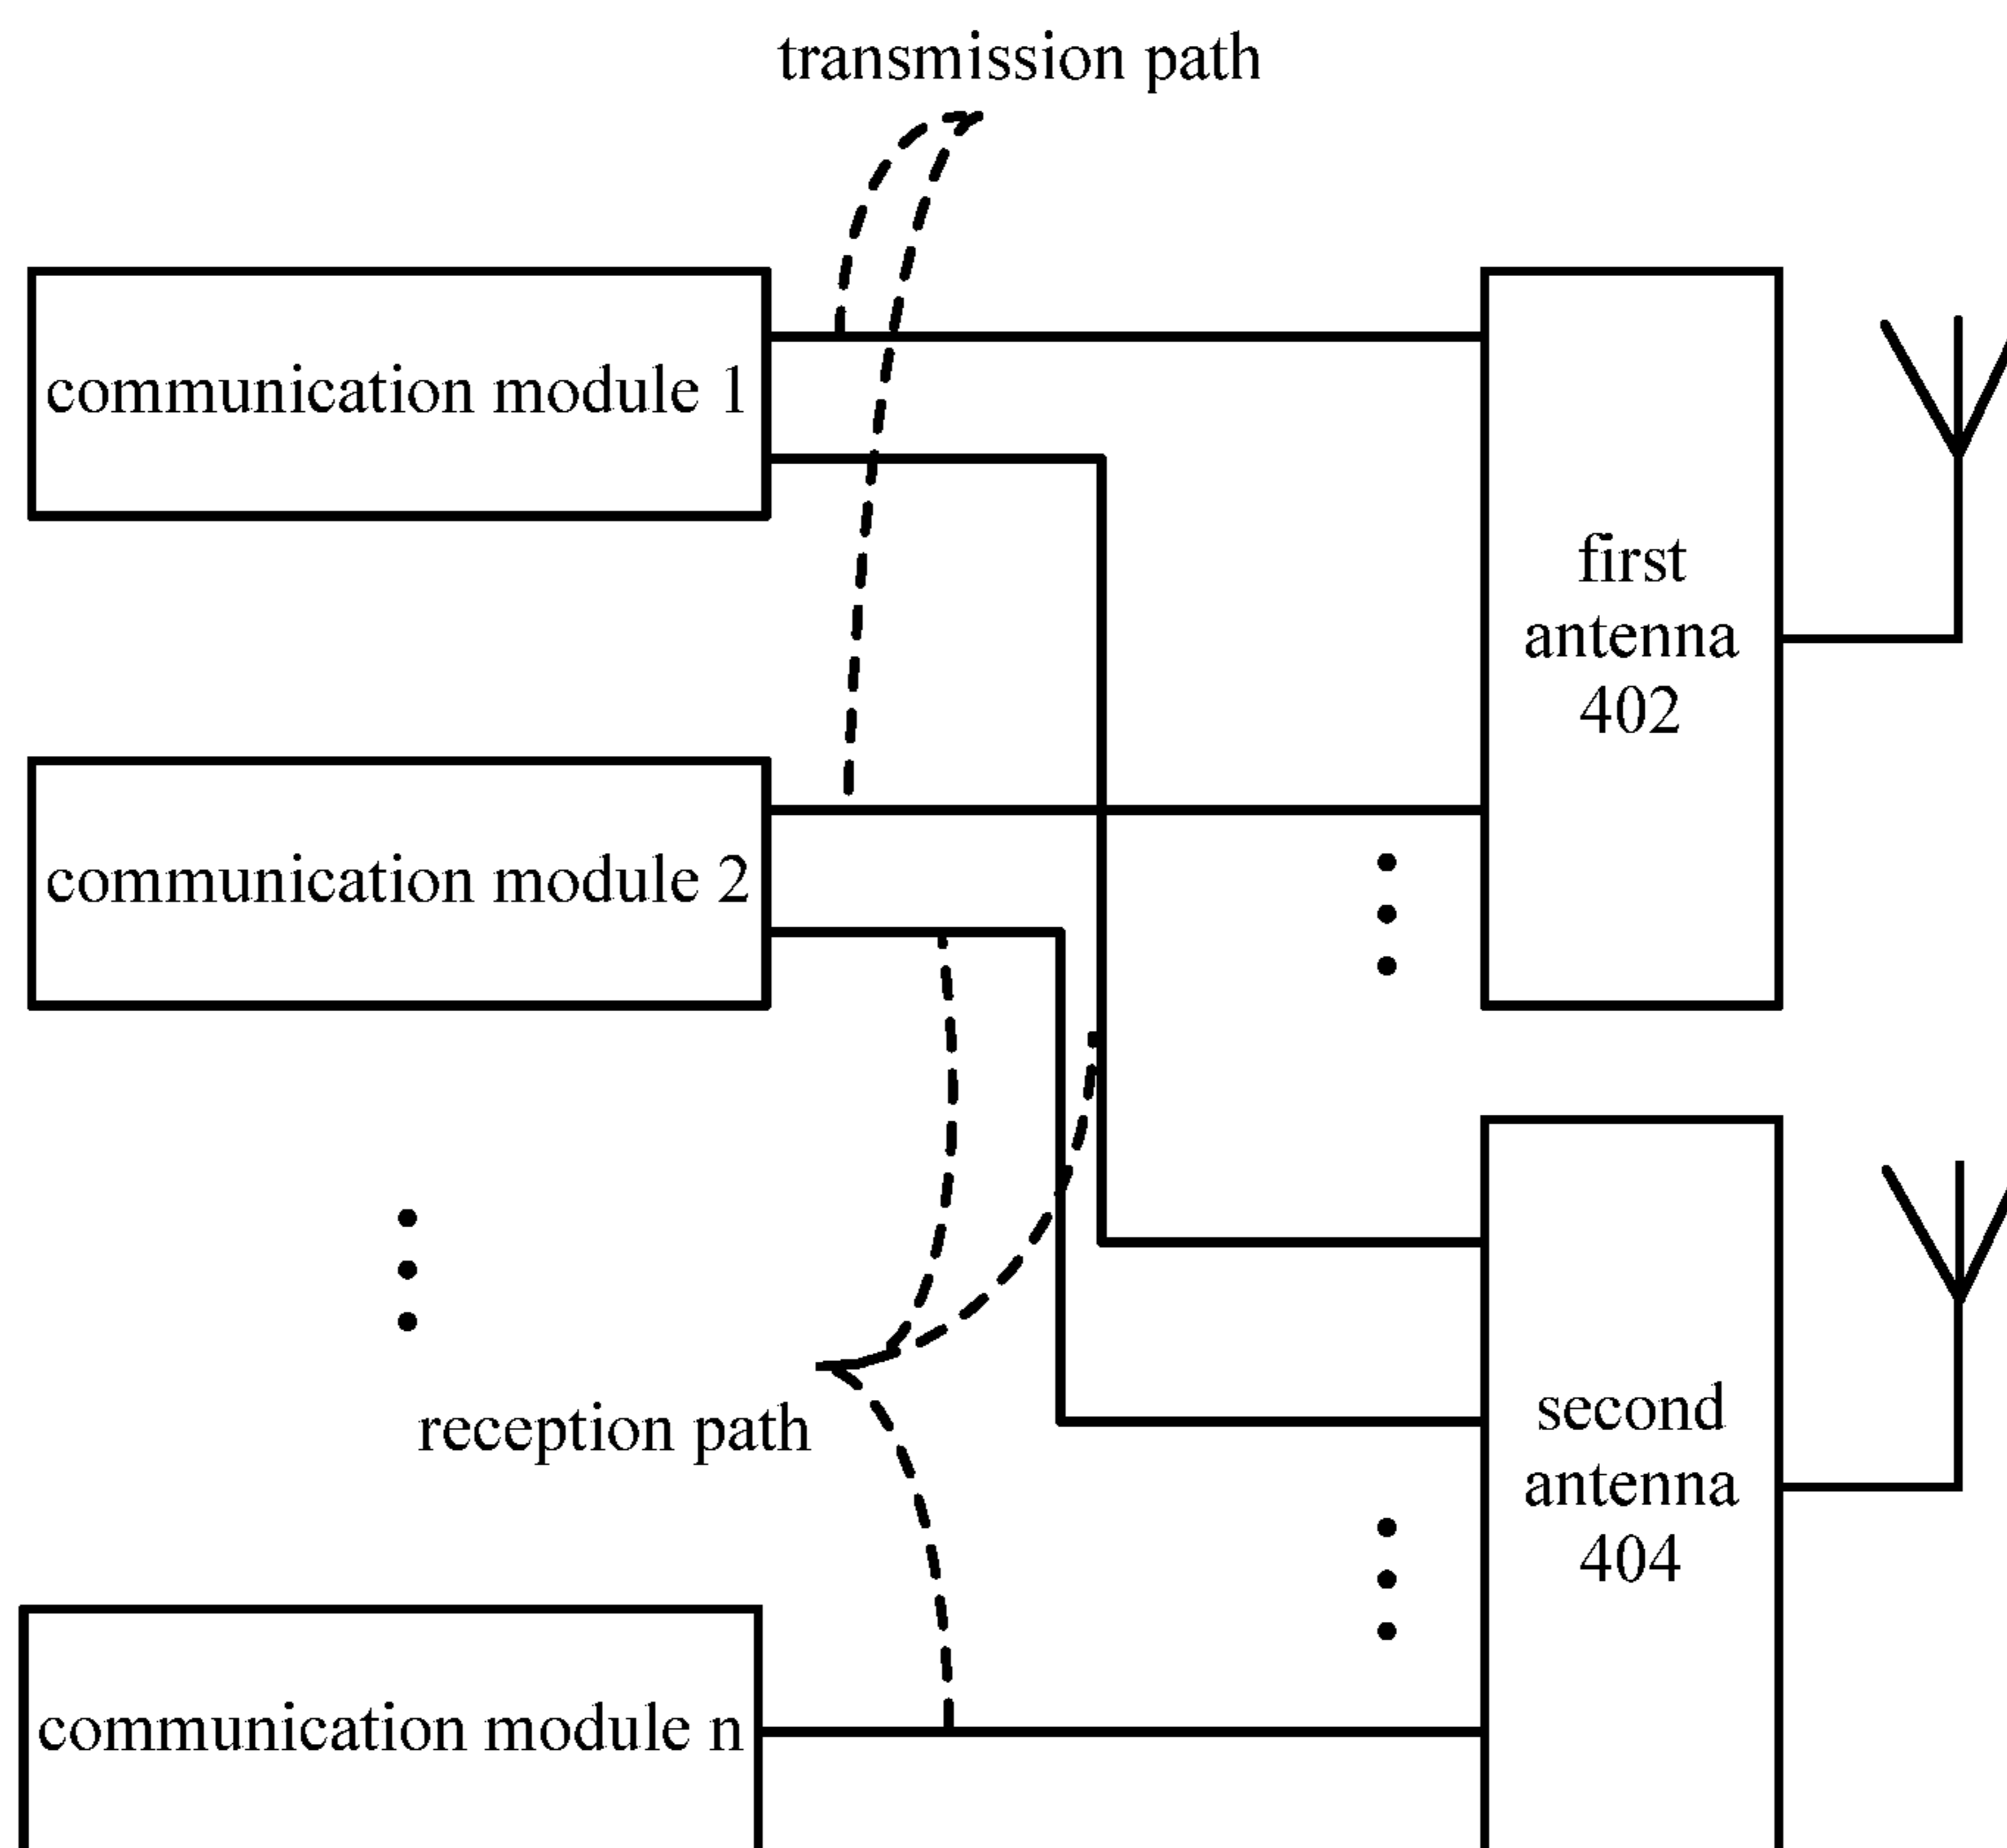 transmission path
communication module 1
first
antenna
402
communication module 2
second
antenna
404
reception path
communication module n